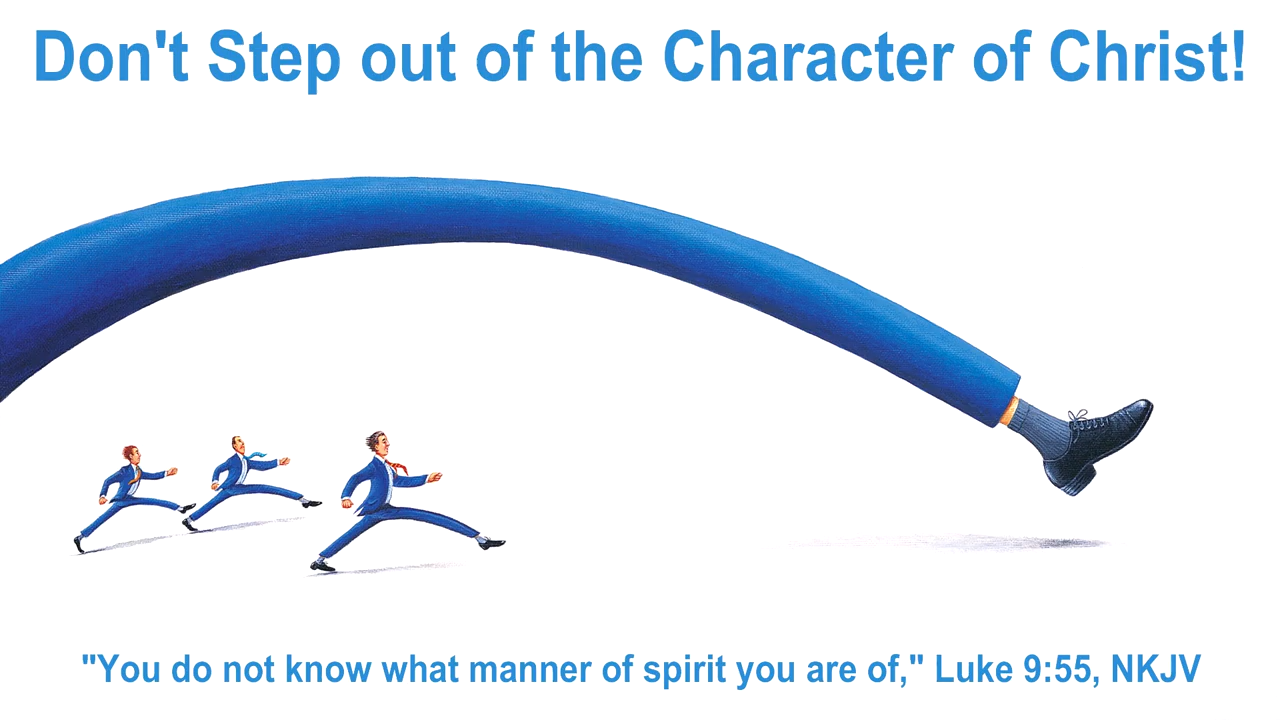 Don't Step out of the Character of Christ!
"You do not know what manner of spirit you are of," Luke 9:55, NKJV